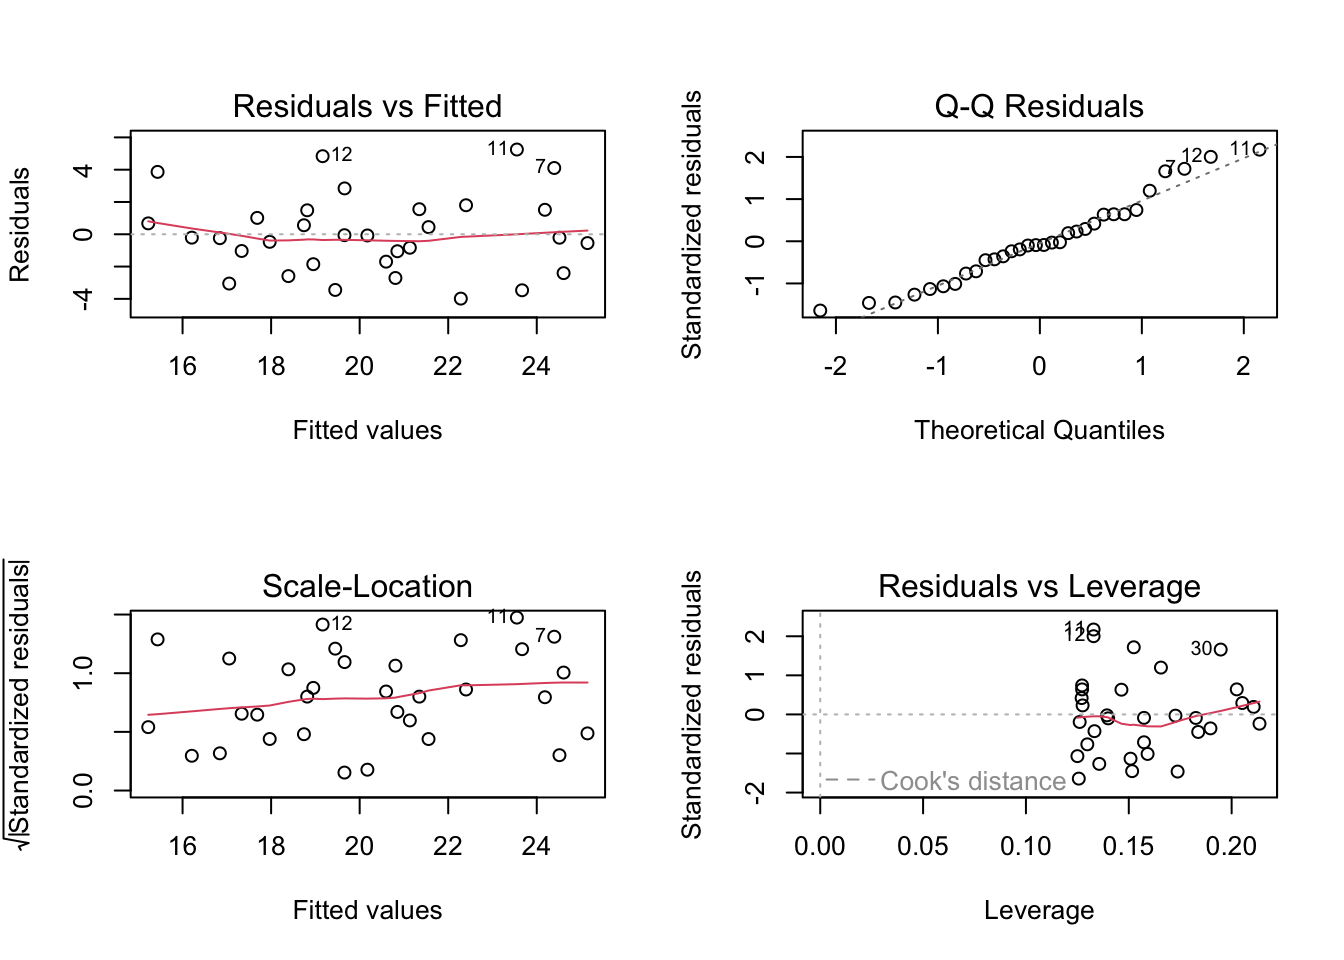 Residuals vs Fitted
Residuals
-4 0 4
12
11
7
16 18 20 22 24
Fitted values
Q-Q Residuals
Standardized residuals
-1 0 1 2
7
12
11
-2 -1 0 1 2
Theoretical Quantiles
Scale-Location
√|Standardized residuals|
0.0 1.0
12
11
7
16 18 20 22 24
Fitted values
Residuals vs Leverage
Standardized residuals
-2 0 2
11
12
30
Cook's distance
0.00 0.05 0.10 0.15 0.20
Leverage